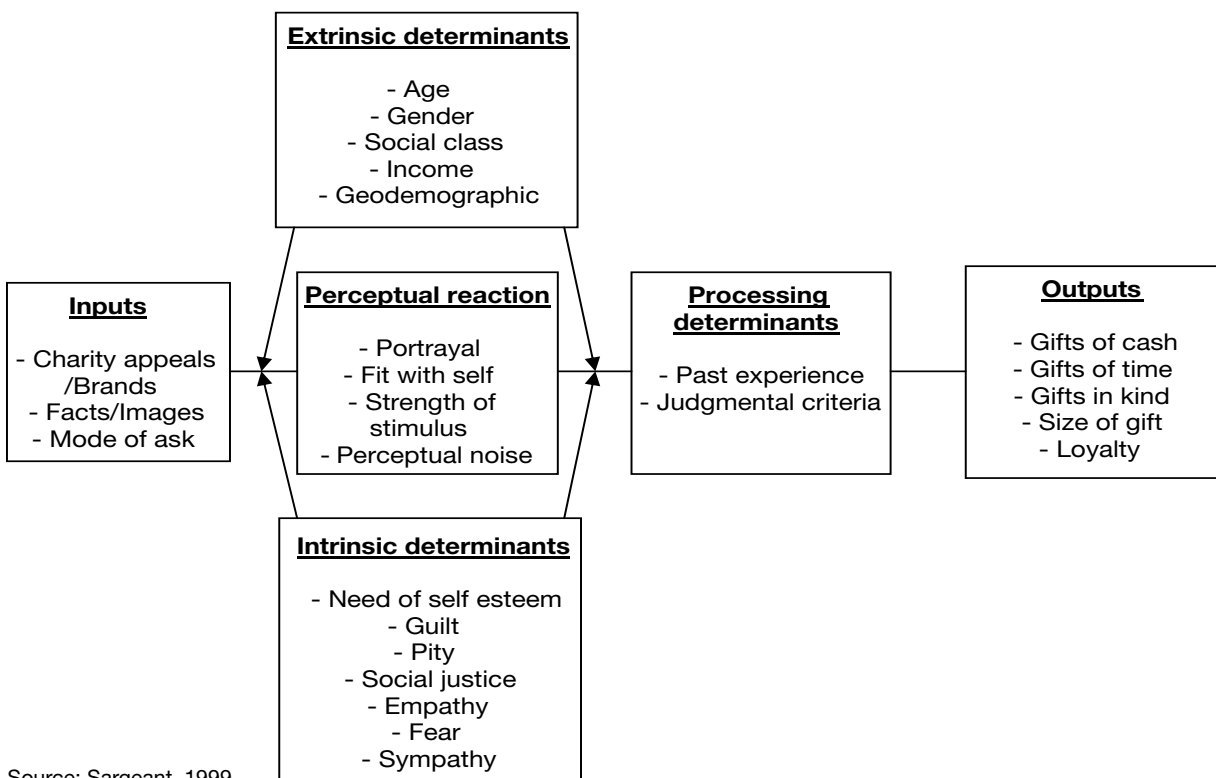 Extrinsic determinants
- Age
- Gender
- Social class
- Income
- Geodemographic
Inputs
- Charity appeals
/Brands
- Facts/Images
- Mode of ask
Perceptual reaction
- Portrayal
- Fit with self
- Strength of
stimulus
- Perceptual noise
Processing
determinants
- Past experience
- Judgmental criteria
Outputs
- Gifts of cash
- Gifts of time
- Gifts in kind
- Size of gift
- Loyalty
Intrinsic determinants
- Need of self esteem
- Guilt
- Pity
- Social justice
- Empathy
- Fear
- Sympathy
Source: Sargeant, 1999